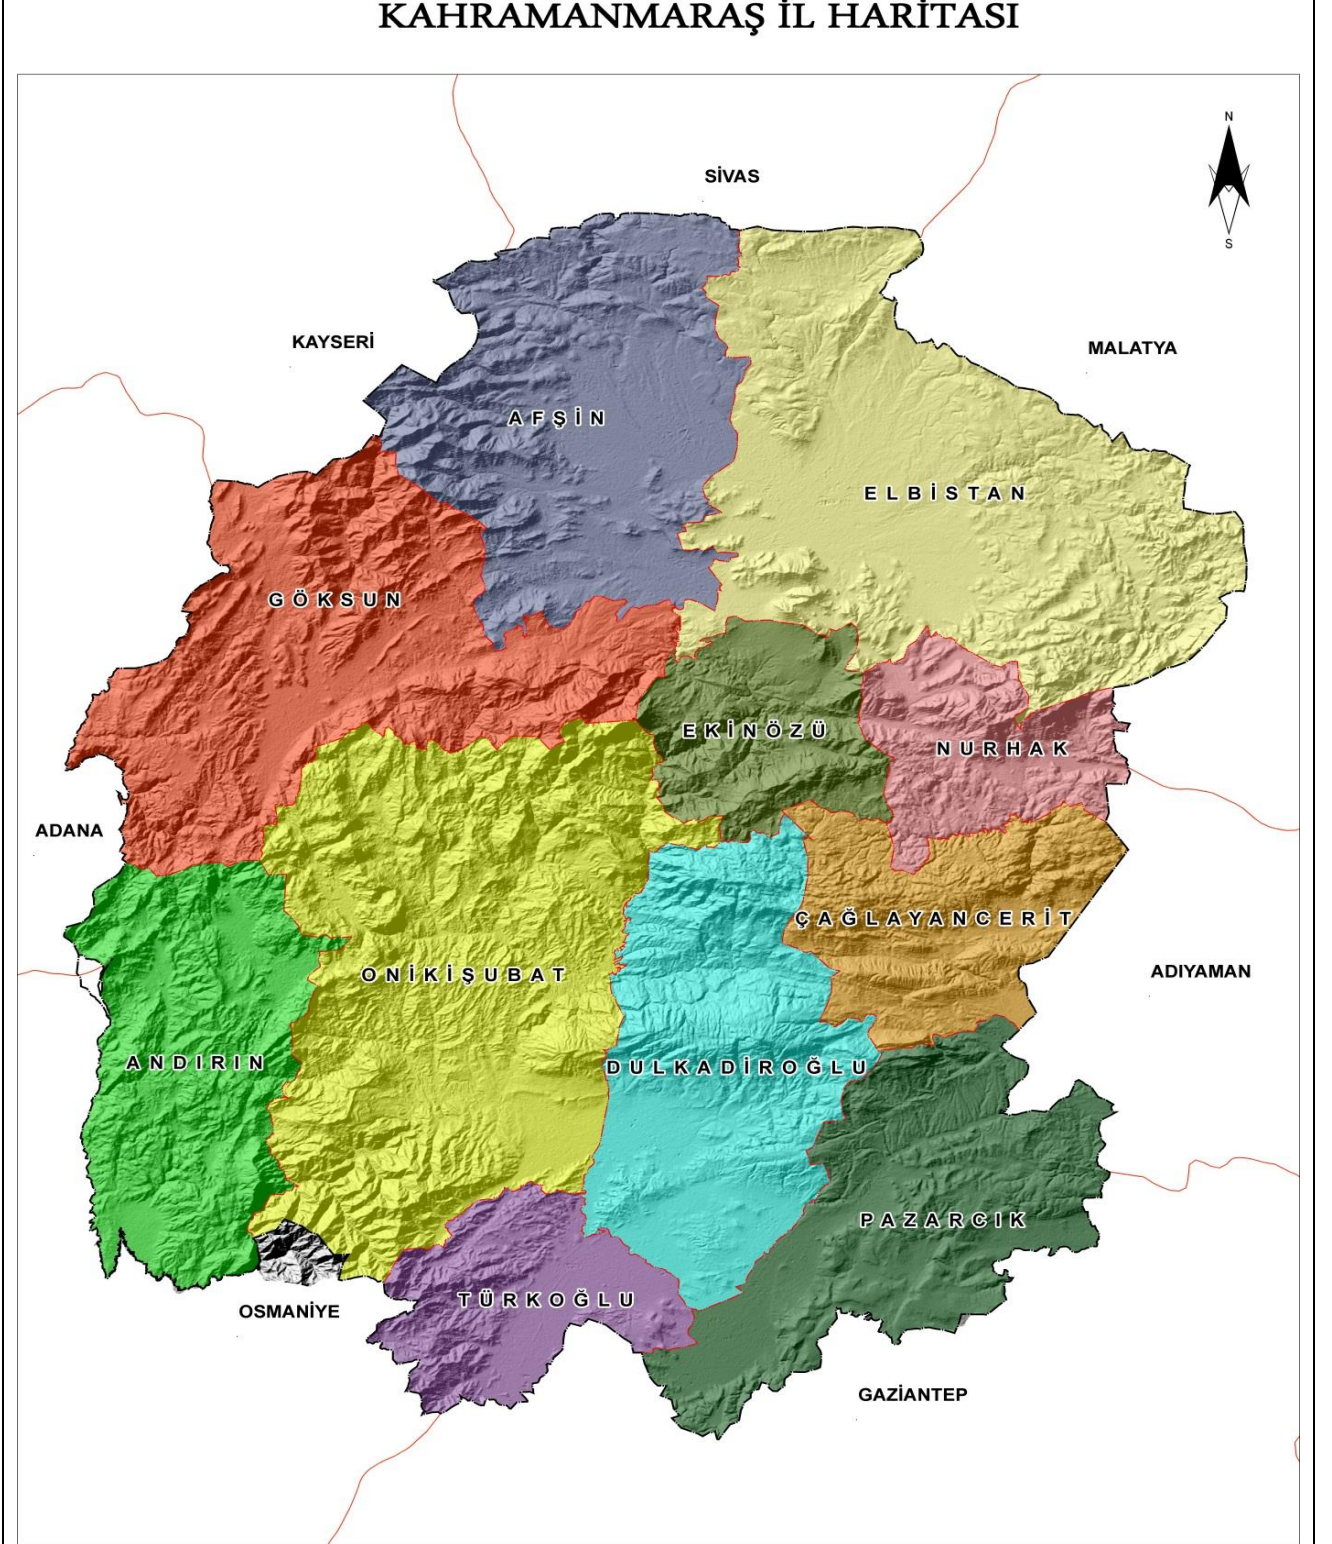 KAHRAMANMARAŞ İL HARİTASI
N
S
SİVAS
KAYSERİ
MALATYA
AFŞİN
ELBİSTAN
GÖKSUN
EKİNÖZÜ
NURHAK
ADANA
ÇAĞLAYANCERİT
ONİKİŞUBAT
ADIYAMAN
ANDIRIN
DULKADİROĞLU
PAZARCIK
TÜRKOĞLU
OSMANİYE
GAZİANTEP